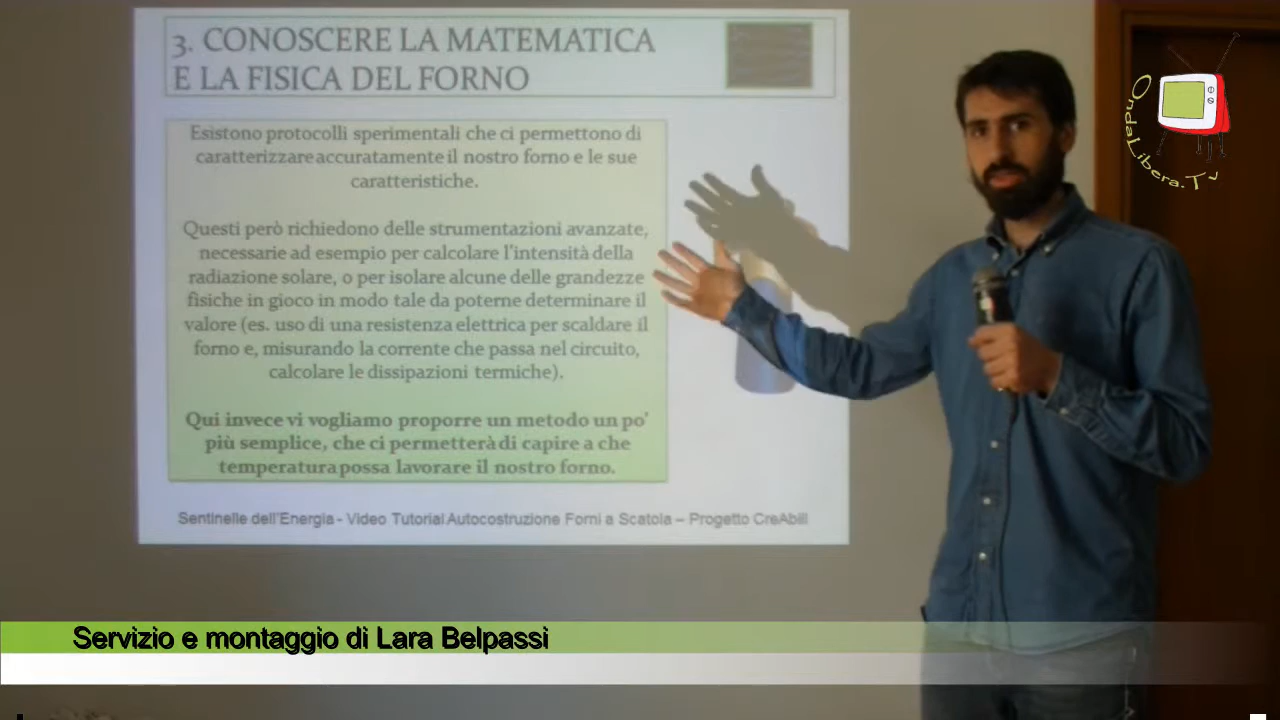 3. CONOSCERE LA MATEMATICA
E LA FISICA DEL FORNO
Esistono protocolli sperimentali che ci permettono di
caratterizzare accuratamente il nostro forno e le sue
caratteristiche.
Questi però richiedono delle strumentazioni avanzate,
necessarie ad esempio per calcolare l'intensità della
radiazione solare, o per isolare alcune delle grandezze
fisiche in gioco in modo tale da poterne determinare il
valore (es. uso di una resistenza elettrica per scaldare il
forno e, misurando la corrente che passa nel circuito,
calcolare le dissipazioni termiche).
Qui invece vi vogliamo proporre un metodo un po'
più semplice, che ci permetterà di capire a che
temperatura possa lavorare il nostro forno.
Sentinelle dell'Energia - Video Tutorial Autocostruzione Forni a Scatola – Progetto CreAbili
OndaLibera.Tv
Servizio e montaggio di Lara Belpassi